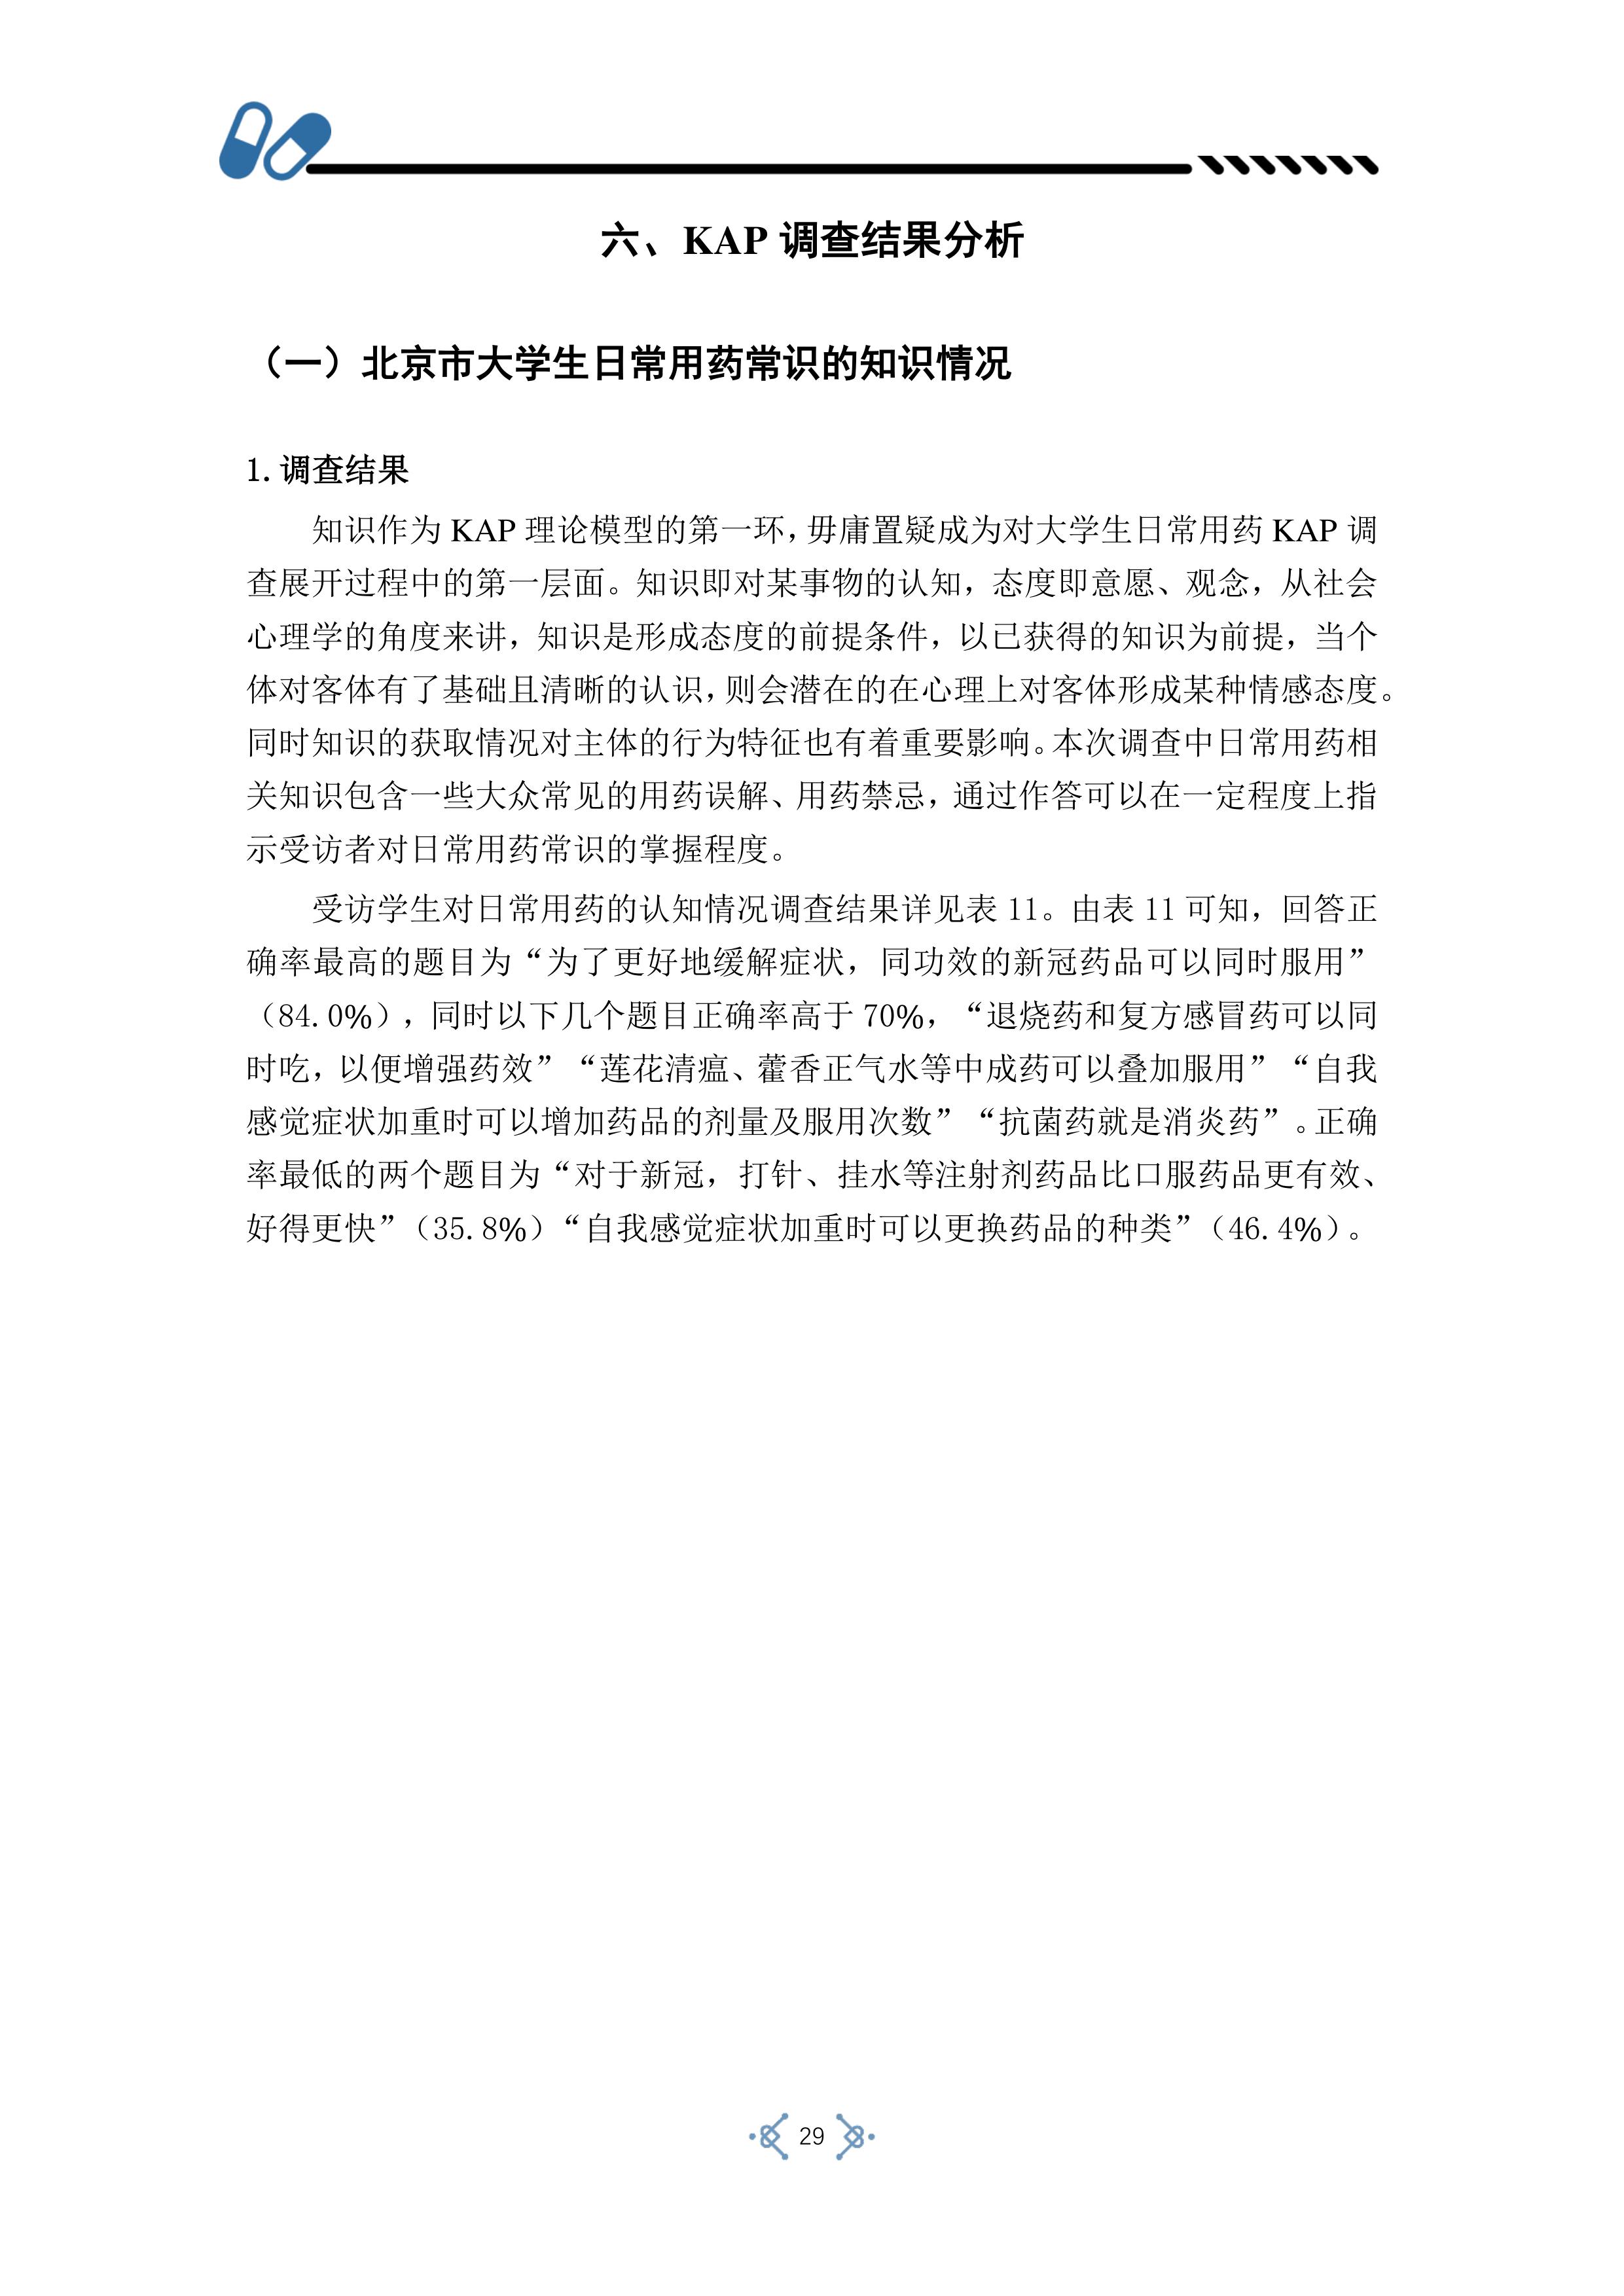 六、KAP 调查结果分析
（一）北京市大学生日常用药常识的知识情况
1.调查结果
知识作为 KAP 理论模型的第一环，毋庸置疑成为对大学生日常用药 KAP 调
查展开过程中的第一层面。知识即对某事物的认知，态度即意愿、观念，从社会
心理学的角度来讲，知识是形成态度的前提条件，以已获得的知识为前提，当个
体对客体有了基础且清晰的认识，则会潜在的在心理上对客体形成某种情感态度。
同时知识的获取情况对主体的行为特征也有着重要影响。本次调查中日常用药相
关知识包含一些大众常见的用药误解、用药禁忌，通过作答可以在一定程度上指
示受访者对日常用药常识的掌握程度。
受访学生对日常用药的认知情况调查结果详见表 11。由表 11 可知，回答正
确率最高的题目为“为了更好地缓解症状，同功效的新冠药品可以同时服用”
（84.0%），同时以下几个题目正确率高于 70%，“退烧药和复方感冒药可以同
时吃，以便增强药效”“莲花清瘟、藿香正气水等中成药可以叠加服用”“自我
感觉症状加重时可以增加药品的剂量及服用次数”“抗菌药就是消炎药”。正确
率最低的两个题目为“对于新冠，打针、挂水等注射剂药品比口服药品更有效、
好得更快”（35.8%）“自我感觉症状加重时可以更换药品的种类”（46.4%）。
29